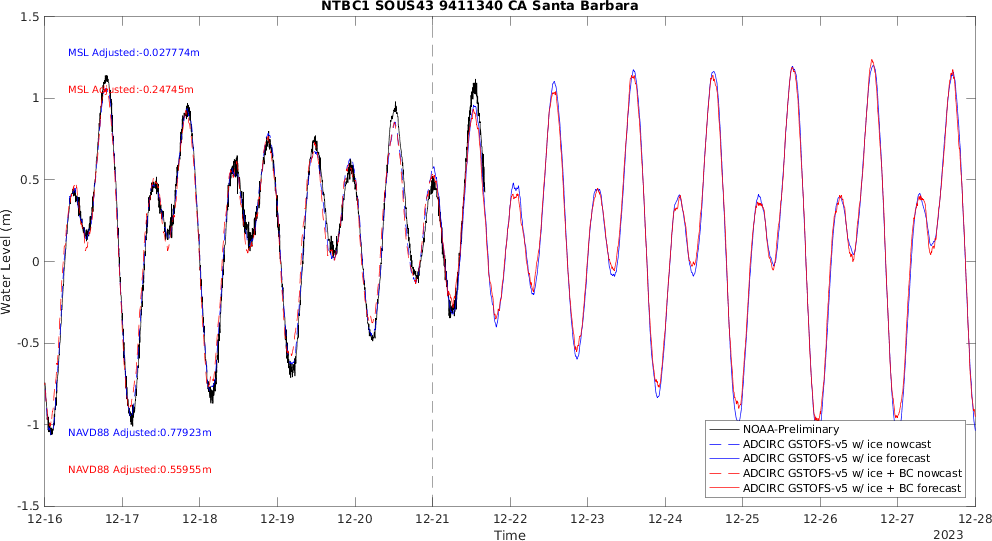 NTBC1 SOUS43 9411340 CA Santa Barbara
1.5
1
0.5
0
-0.5
-1
-1.5
Water Level (m)
MSL Adjusted:-0.027774m
MSL Adjusted:-0.24745m
NAVD88 Adjusted:0.77923m
NAVD88 Adjusted:0.55955m
NOAA-Preliminary
ADCIRC GSTOFS-v5 w/ ice nowcast
ADCIRC GSTOFS-v5 w/ ice forecast
ADCIRC GSTOFS-v5 w/ ice + BC nowcast
ADCIRC GSTOFS-v5 w/ ice + BC forecast
12-16 12-17 12-18 12-19 12-20 12-21 12-22 12-23 12-24 12-25 12-26 12-27 12-28
Time
2023